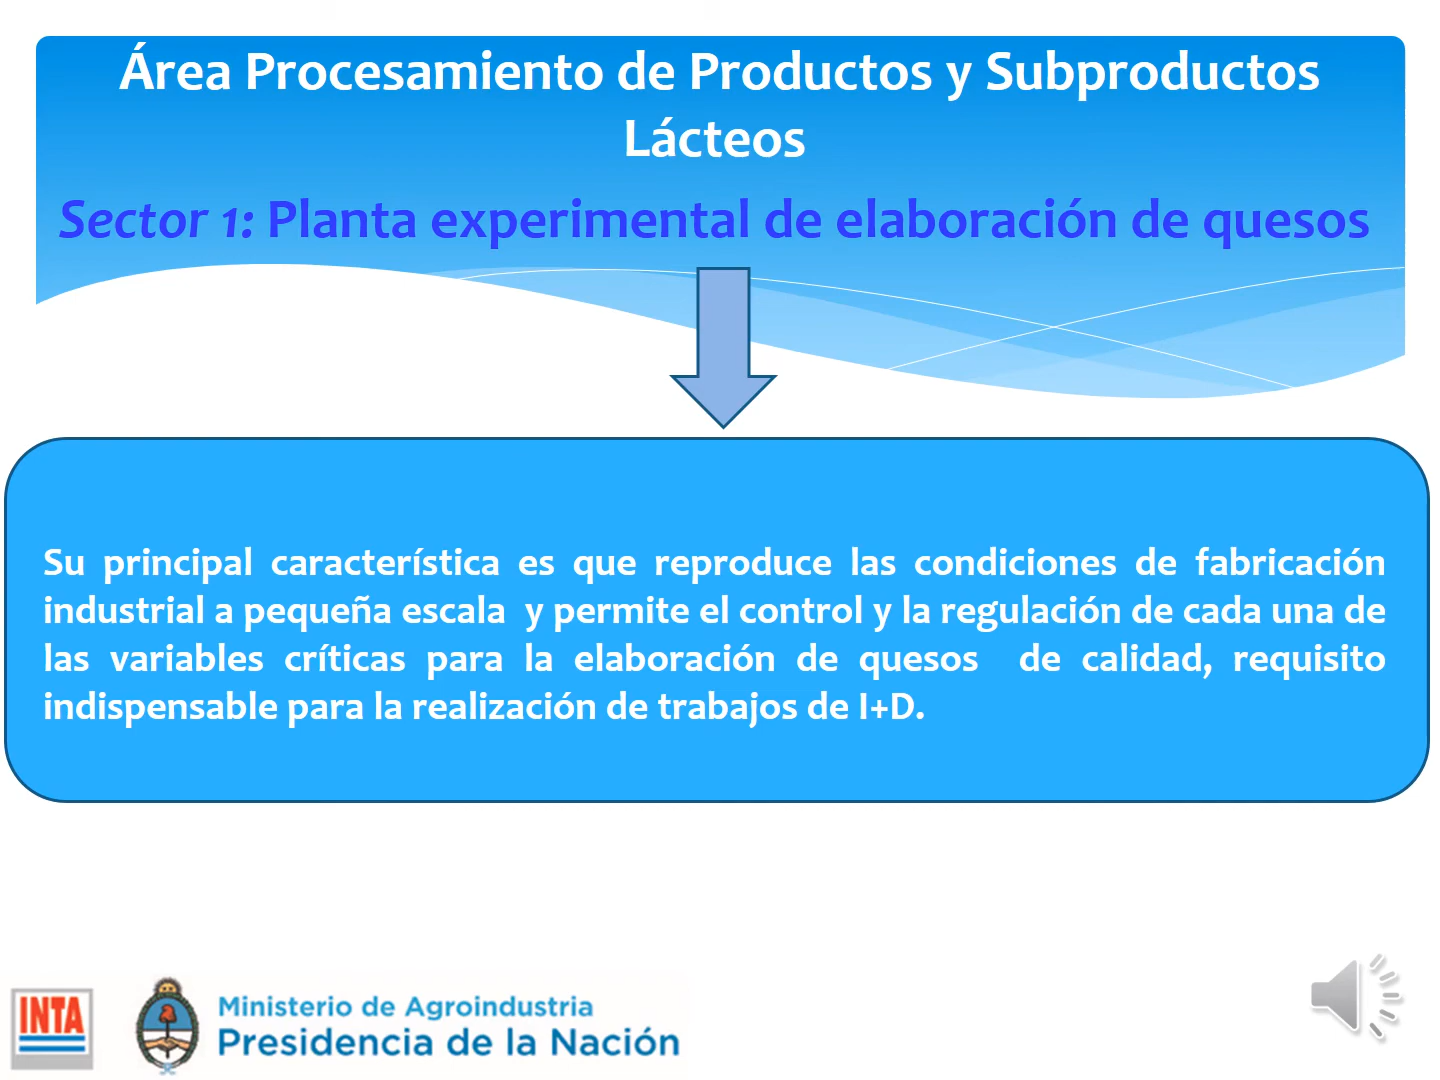 Área Procesamiento de Productos y Subproductos
Lácteos
Sector 1: Planta experimental de elaboración de quesos
Su principal característica es que reproduce las condiciones de fabricación
industrial a pequeña escala y permite el control y la regulación de cada una de
las variables críticas para la elaboración de quesos de calidad, requisito
indispensable para la realización de trabajos de I+D.
INTA
Ministerio de Agroindustria
Presidencia de la Nación